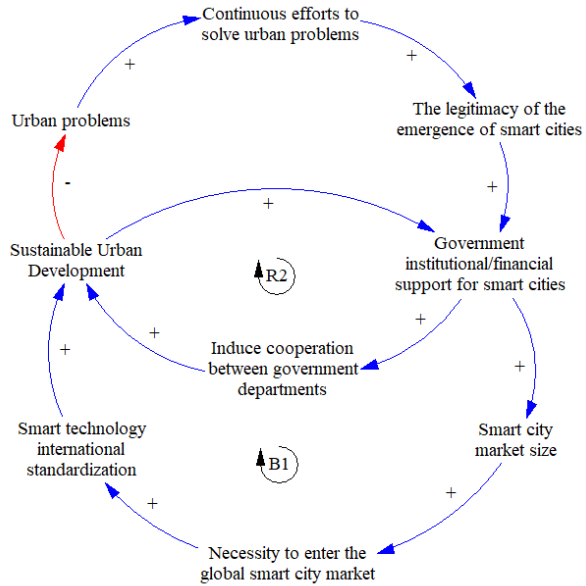 Continuous efforts to
solve urban problems
+
+
Urban problems
The legitimacy of the
emergence of smart cities
-
+
+
Sustainable Urban
Development
Government
institutional/financial
support for smart cities
R2
+
+
Induce cooperation
between government
departments
+
+
Smart technology
international
standardization
Smart city
market size
B1
+
+
Necessity to enter the
global smart city market